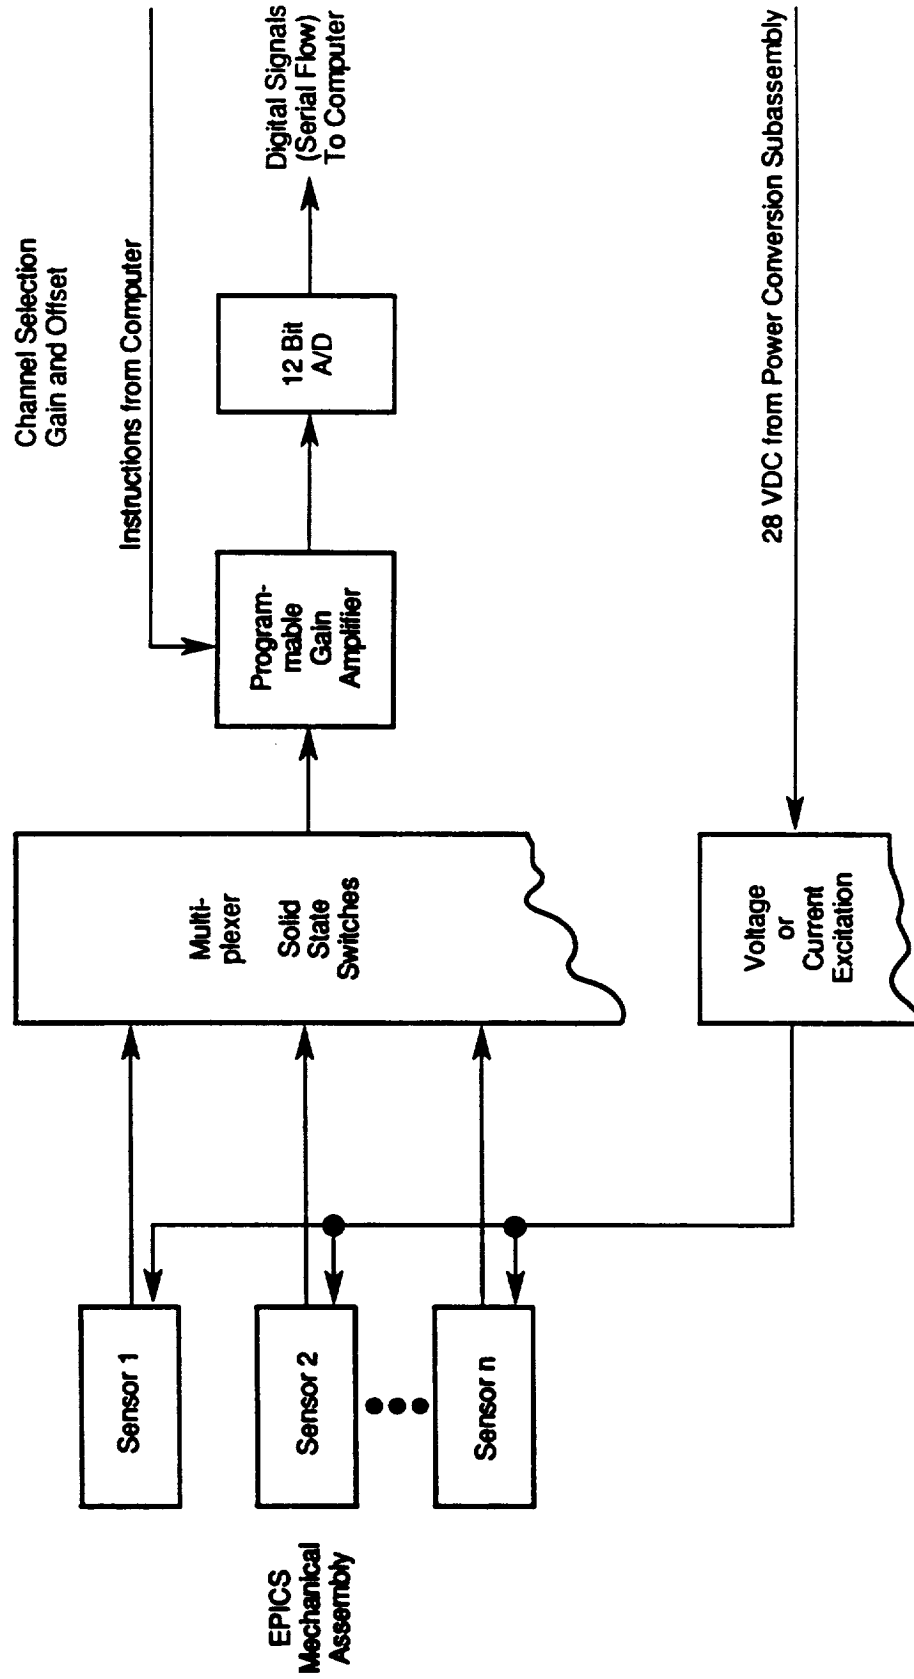 Channel Selection
Gain and Offset
Instructions from Computer
EPICS
Mechanical
Assembly
Sensor 1
Sensor 2
Sensor n
Multi-
plexer
Solid
State
Switches
Program-
mable
Gain
Amplifier
12 Bit
A/D
Digital Signals
(Serial Flow)
To Computer
Voltage
or
Current
Excitation
28 VDC from Power Conversion Subassembly